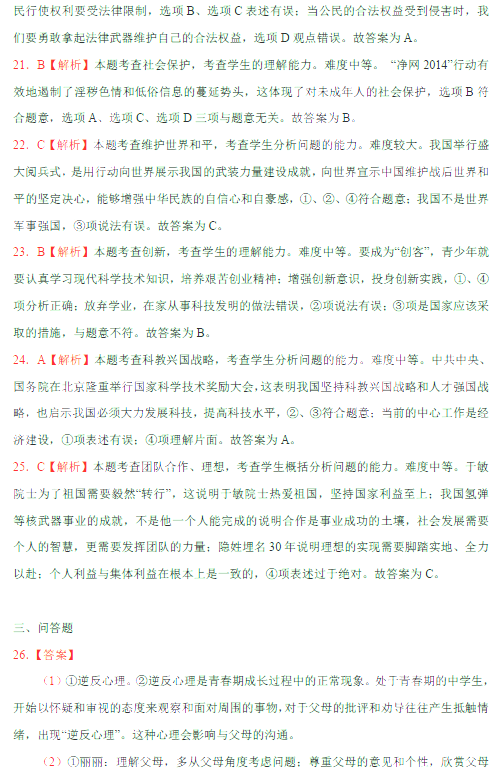 民行使权利要受法律限制，选项 B、选项 C 表述有误；当公民的合法权益受到侵害时，我
们要勇敢拿起法律武器维护自己的合法权益，选项 D 观点错误。故答案为 A。
21．B【解析】本题考查社会保护，考查学生的理解能力。难度中等。 “净网 2014”行动有
效地遏制了淫秽色情和低俗信息的蔓延势头，这体现了对未成年人的社会保护，选项 B 符
合题意，选项 A、选项 C、选项 D 三项与题意无关。故答案为 B。
22．C【解析】本题考查维护世界和平，考查学生分析问题的能力。难度较大。我国举行盛
大阅兵式，是用行动向世界展示我国的武装力量建设成就，向世界宣示中国维护战后世界和
平的坚定决心，能够增强中华民族的自信心和自豪感，①、②、④符合题意；我国不是世界
军事强国，③项说法有误。故答案为 C。
23．B【解析】本题考查创新，考查学生的理解能力。难度中等。要成为“创客”，青少年就
要认真学习现代科学技术知识，培养艰苦创业精神；增强创新意识，投身创新实践，①、④
项分析正确；放弃学业，在家从事科技发明的做法错误，②项说法有误；③项是国家应该采
取的措施，与题意不符。故答案为 B。
24．A【解析】本题考查科教兴国战略，考查学生分析问题的能力。难度中等。中共中央、
国务院在北京隆重举行国家科学技术奖励大会，这表明我国坚持科教兴国战略和人才强国战
略，也启示我国必须大力发展科技，提高科技水平，②、③符合题意；当前的中心工作是经
济建设，①项表述有误；④项理解片面。故答案为 A。
25．C【解析】本题考查团队合作、理想，考查学生概括分析问题的能力。难度中等。于敏
院士为了祖国需要毅然“转行”，这说明于敏院士热爱祖国，坚持国家利益至上；我国氢弹
等核武器事业的成就，不是他一个人能完成的说明合作是事业成功的土壤，社会发展需要
个人的智慧，更需要发挥团队的力量；隐姓埋名 30 年说明理想的实现需要脚踏实地、全力
以赴；个人利益与集体利益在根本上是一致的，④项表述过于绝对。故答案为 C。
三、问答题
26．【答案】
（1）①逆反心理。②逆反心理是青春期成长过程中的正常现象。处于青春期的中学生，
开始以怀疑和审视的态度来观察和面对周围的事物，对于父母的批评和劝导往往产生抵触情
绪，出现“逆反心理”。这种心理会影响与父母的沟通。
（2）①丽丽：理解父母，多从父母角度考虑问题；尊重父母的意见和个性，欣赏父母